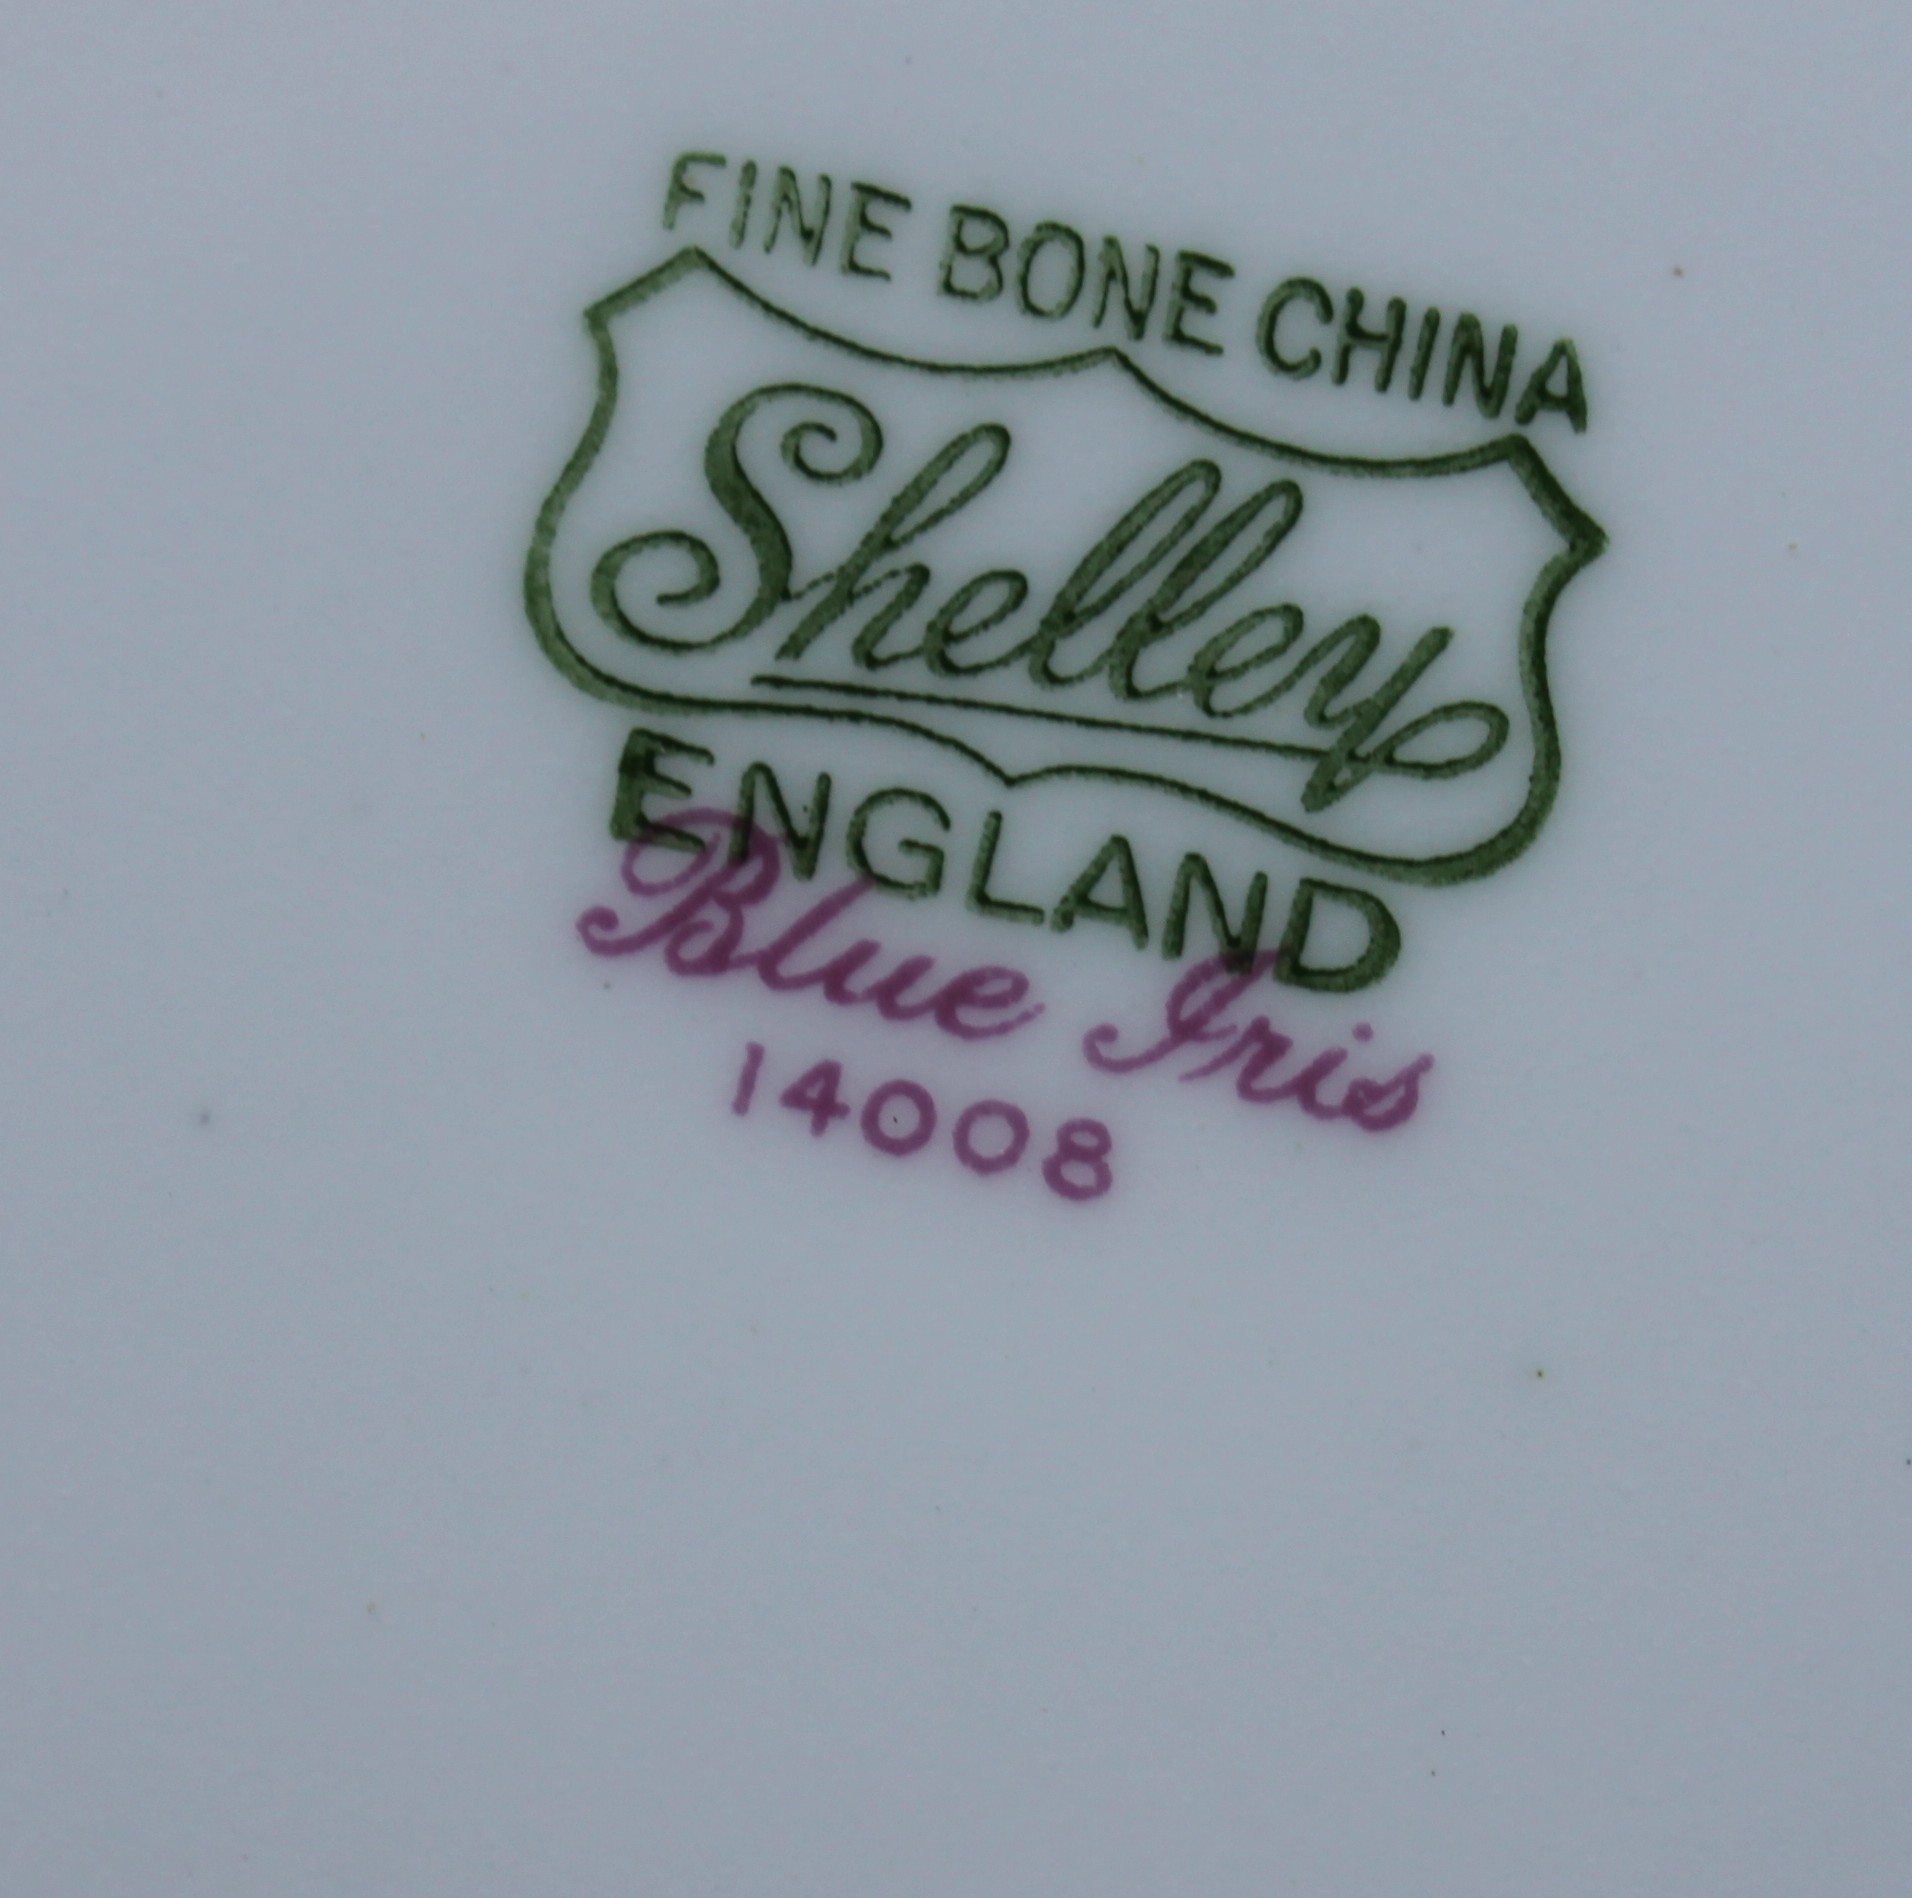 FINE BONE CHINA
Shelley
ENGLAND
Blue Iris
14008